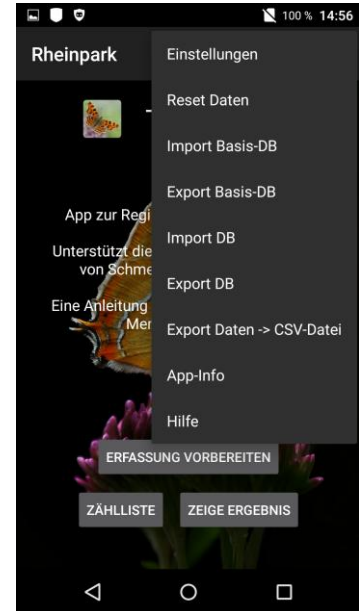 100 % 14:56
Rheinpark
Einstellungen
Reset Daten
Import Basis-DB
Export Basis-DB
Import DB
Export DB
Export Daten -> CSV-Datei
App-Info
Hilfe
App zur Regi
Unterstützt die
von Schme
Eine Anleitung
Mer
ERFASSUNG VORBEREITEN
ZÄHLLISTE
ZEIGE ERGEBNIS